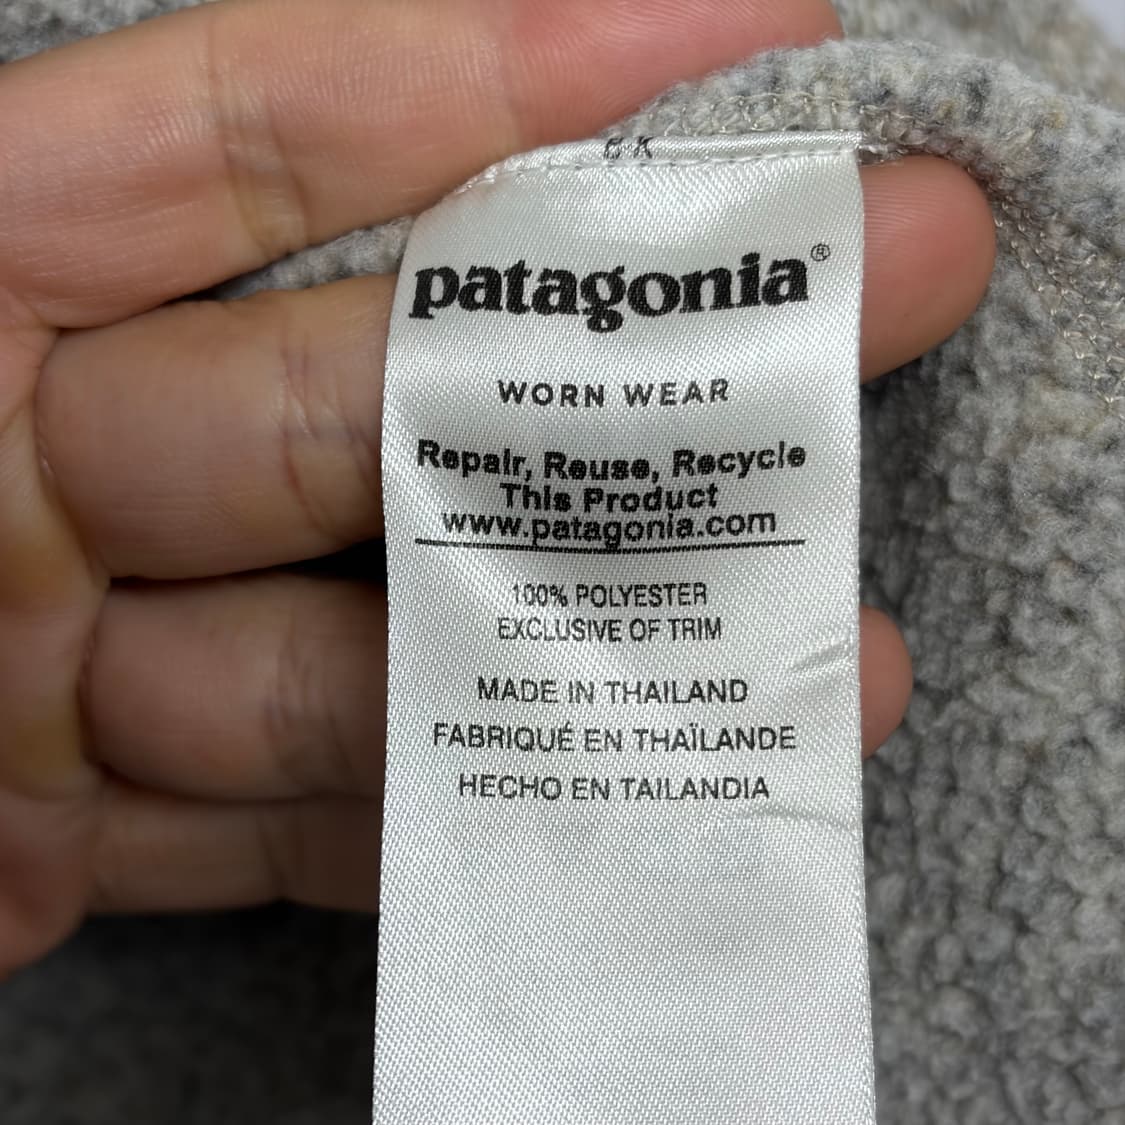 patagonia®
WORN WEAR
Repair, Reuse, Recycle
This Product
www.patagonia.com
100% POLYESTER
EXCLUSIVE OF TRIM
MADE IN THAILAND
FABRIQUÉ EN THAÏLANDE
HECHO EN TAILANDIA